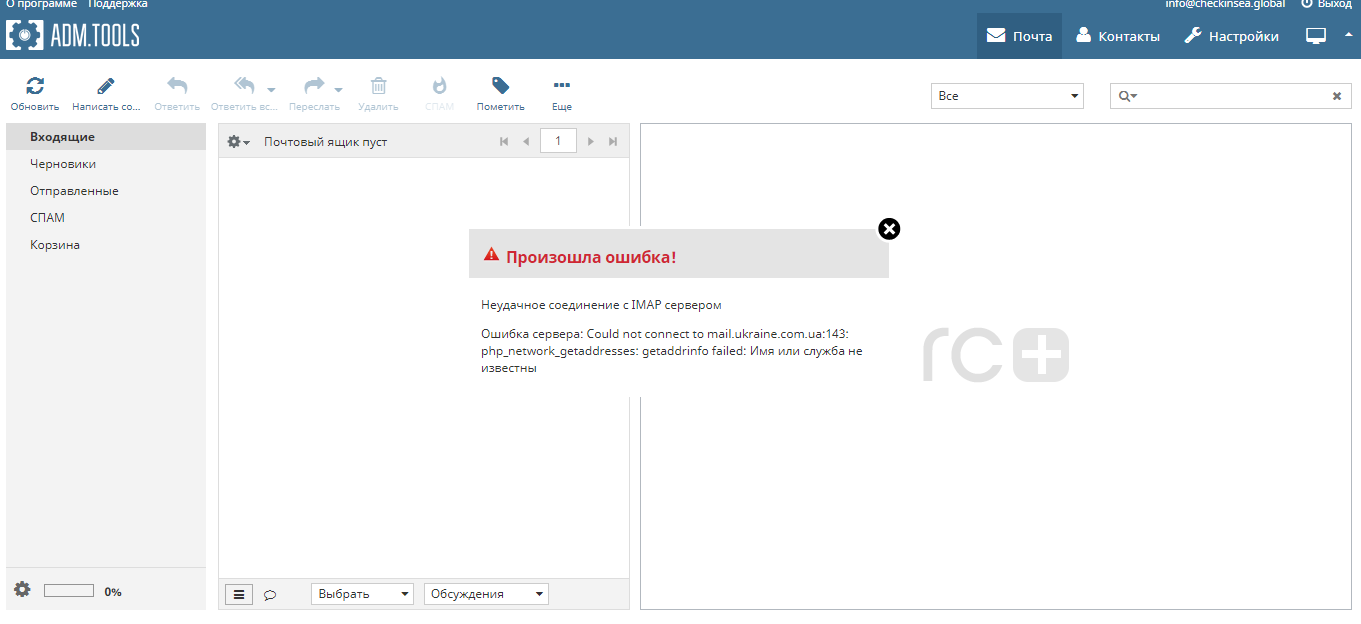 О программе Поддержка
info@checkinsea.global Выход
ADM.TOOLS
Почта Контакты Настройки
Обновить Написать со... Ответить Ответить вс... Переслать Удалить СПАМ Пометить Еще
Все
Входящие
Черновики
Отправленные
СПАМ
Корзина
Почтовый ящик пуст 1
Произошла ошибка!
Неудачное соединение с IMAP сервером
Ошибка сервера: Could not connect to mail.ukraine.com.ua:143:
php_network_getaddresses: getaddrinfo failed: Имя или служба не
известны
rc+
0%
Выбрать Обсуждения